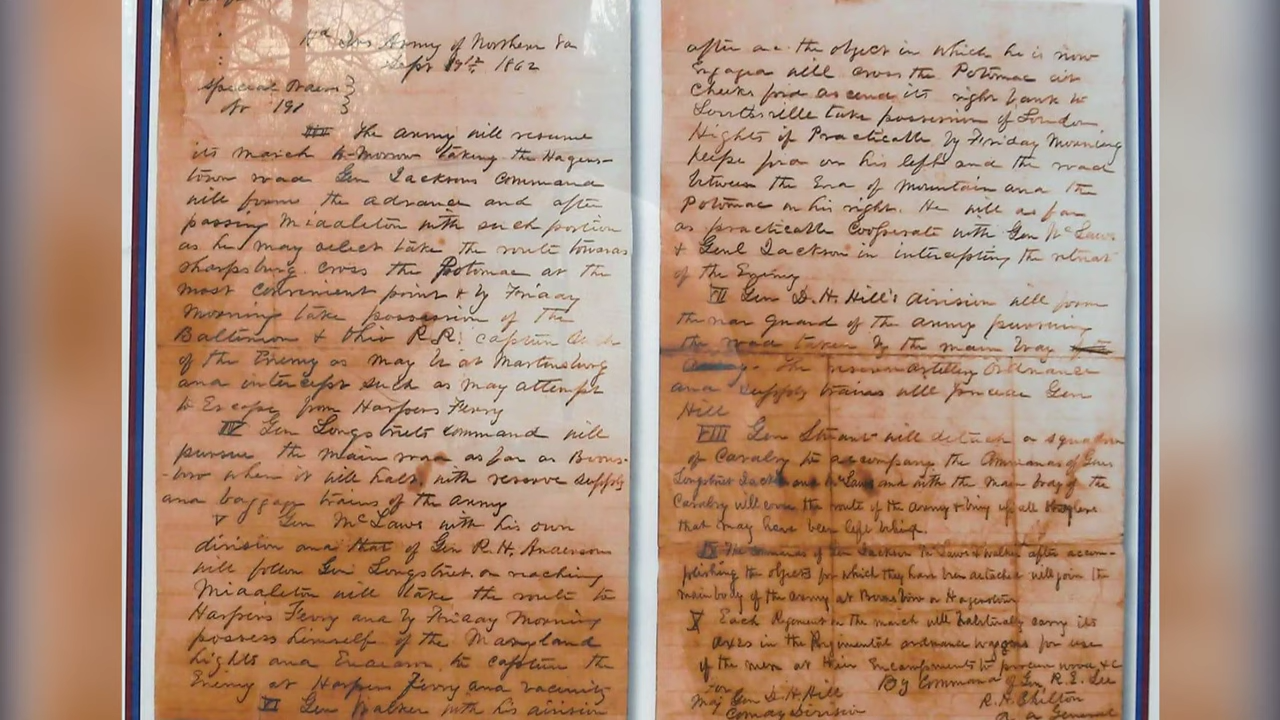 Hd Qrs Army of Northern Va
Sept 9th 1862
Special Orders }
No 191 }
III The army will resume
its march to-morrow taking the Hagers-
town road Gen Jacksons command
will form the advance and after
passing Middleton with such portion
as he may select take the route towards
sharpsburg. cross the Potomac at the
most convenient point & by Friday
Morning take possession of the
Baltimore & Ohio R.R. capture such
of the Enemy as may be at Martinsburg
and intercept such as may attempt
to Escape from Harpers Ferry
IV Gen Longstreets command will
pursue the main road as far as Boons-
-boro where it will halt, with reserve supply
and baggage trains of the army
V Gen McLaws with his own
division and that of Gen R.H. Anderson
will follow Gen Longstreet. on reaching
Middleton will take the route to
Harpers Ferry and by Friday Morning
possess himself of the Maryland
hights and Endeavor to capture the
Enemy at Harpers Ferry and vacinity
VI Gen Walker with his division
after the object in which he is now
Engaged will cross the Potomac at
Cheeks ford ascend its right bank to
Lovettsville take possession of Loudon
Hights if Practicable by Friday Morning
ford on his left and the road
between the End of Mountain and the
Potomac on his right. He will as far
as practicable Cooperate with Gen McLaws
& Genl Jackson in intercepting the retreat
of the Enemy
VII Gen D.H. Hill's division will form
the rear guard of the army pursuing
the road taken by the main body
The reserve artillery Ordnance
and supply trains will precede Gen
Hill
VIII Gen Stuart will detach a squadron
of Cavalry to accompany the Commands of Gens
Longstreet Jackson and McLaws and with the main body of the
Cavalry will cover the route of the Army & bring up all
that may have been left behind.
IX The commands of Gen Jackson McLaws & Walker after accom-
plishing the objects for which they have been detached will join the
main body of the army at Boonsboro or Hagerstown
X Each Regiment on the march will habitually carry its
axes in the Regimental ordnance waggons for use
of the men at their Encampments to procure wood &c
By Command of Gen R.E. Lee
For R.H. Chilton
Maj Gen D.H. Hill A. A General
Comdg Division